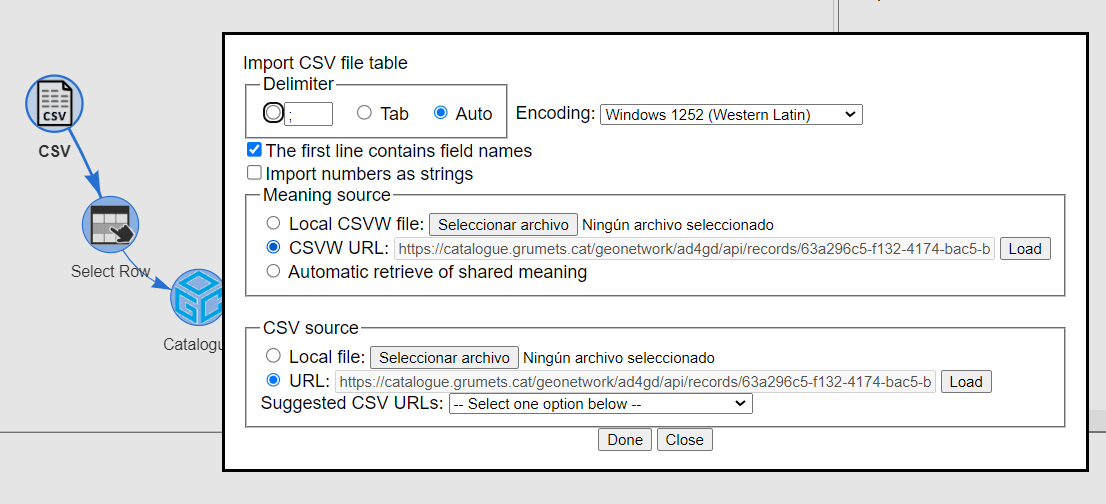 CSV
CSV
Select Row
OGC
Import CSV file table
Delimiter
; Tab Auto Encoding: Windows 1252 (Western Latin)
The first line contains field names
Import numbers as strings
Meaning source
Local CSVW file: Seleccionar archivo Ningún archivo seleccionado
CSVW URL: https://catalogue.grumets.cat/geonetwork/ad4gd/api/records/63a296c5-f132-4174-bac5-b Load
Automatic retrieve of shared meaning
CSV source
Local file: Seleccionar archivo Ningún archivo seleccionado
URL: https://catalogue.grumets.cat/geonetwork/ad4gd/api/records/63a296c5-f132-4174-bac5-b Load
Suggested CSV URLs: -- Select one option below --
Done Close